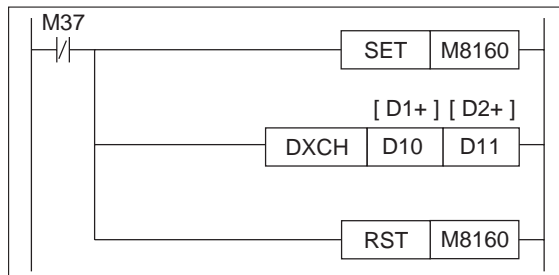 M37
SET M8160
[ D1+ ] [ D2+ ]
DXCH D10 D11
RST M8160